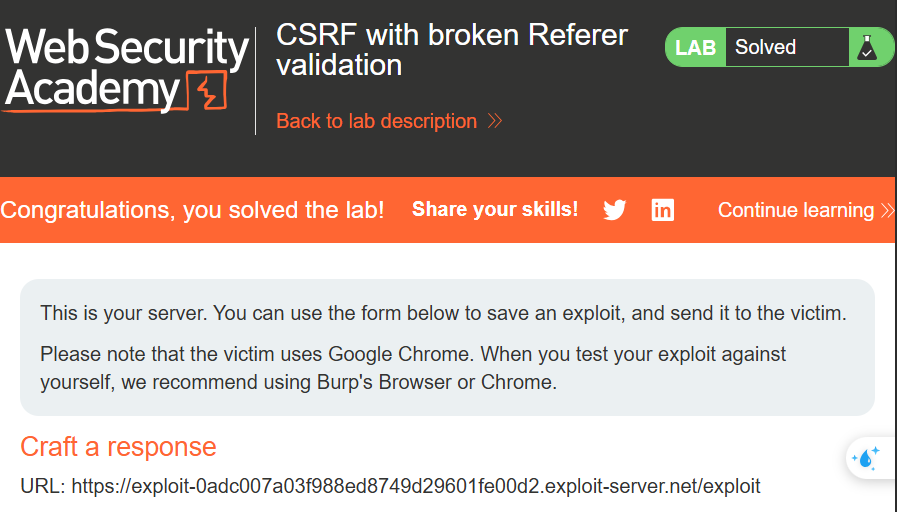 Web Security
Academy
CSRF with broken Referer
validation
Back to lab description
LAB Solved
Congratulations, you solved the lab! Share your skills! Continue learning
This is your server. You can use the form below to save an exploit, and send it to the victim.
Please note that the victim uses Google Chrome. When you test your exploit against
yourself, we recommend using Burp's Browser or Chrome.
Craft a response
URL: https://exploit-0adc007a03f988ed8749d29601fe00d2.exploit-server.net/exploit